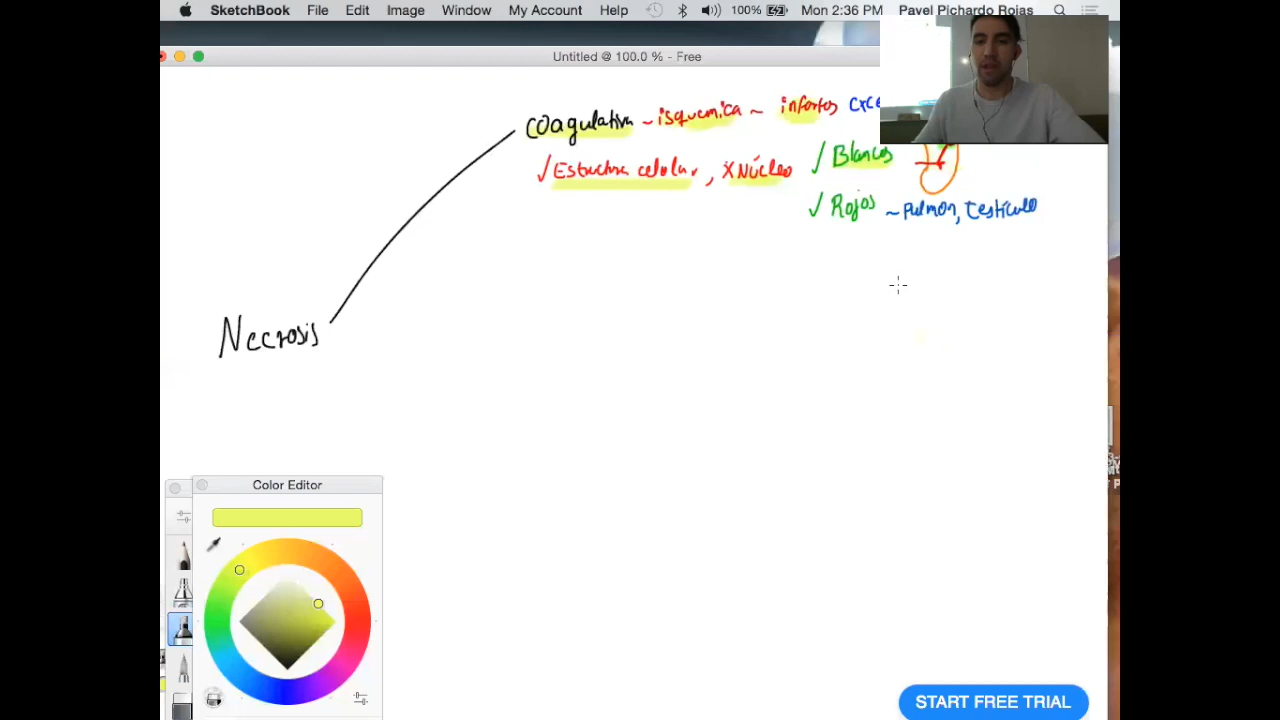 SketchBook File Edit Image Window My Account Help 100% Mon 2:36 PM Pavel Pichardo Rojas
Untitled @ 100.0 % - Free
coagulativa ~ isquemica ~ infartos
✓ Estructura celular, X Núcleo
✓ Blancos
✓ Rojos ~ Pulmon, Testiculo
Necrosis
Color Editor
START FREE TRIAL